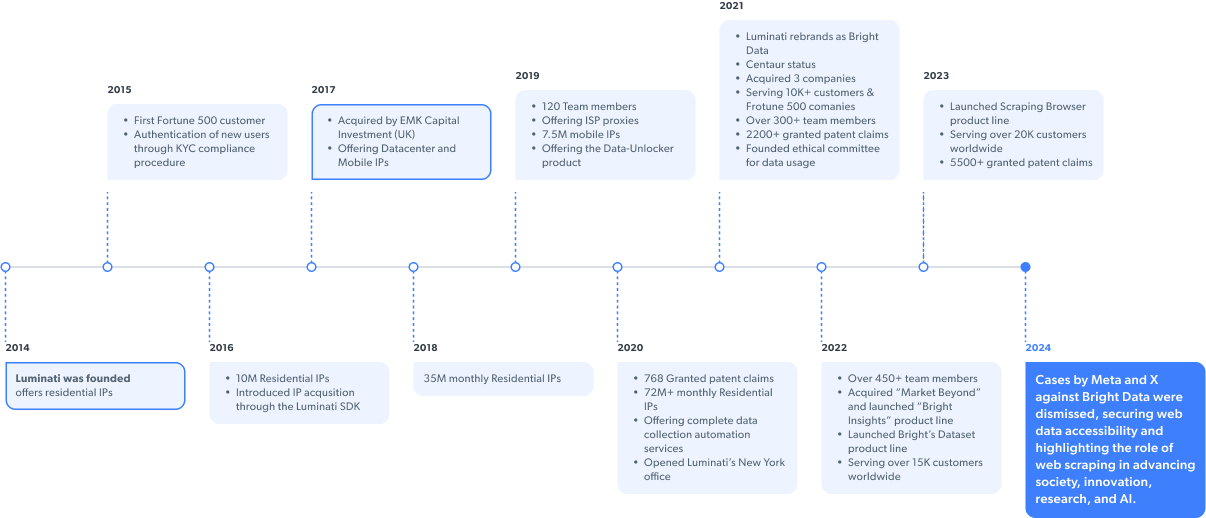 2021
• Luminati rebrands as Bright
Data
• Centaur status
• Acquired 3 companies
• Serving 10K+ customers &
Frotune 500 comanies
• Over 300+ team members
• 2200+ granted patent claims
• Founded ethical committee
for data usage
2019
• 120 Team members
• Offering ISP proxies
• 7.5M mobile IPs
• Offering the Data-Unlocker
product
2023
• Launched Scraping Browser
product line
• Serving over 20K customers
worldwide
• 5500+ granted patent claims
2015
• First Fortune 500 customer
• Authentication of new users
through KYC compliance
procedure
2017
• Acquired by EMK Capital
Investment (UK)
• Offering Datacenter and
Mobile IPs
2014
Luminati was founded
offers residential IPs
2016
• 10M Residential IPs
• Introduced IP acqusition
through the Luminati SDK
2018
35M monthly Residential IPs
2020
• 768 Granted patent claims
• 72M+ monthly Residential
IPs
• Offering complete data
collection automation
services
• Opened Luminati’s New York
office
2022
• Over 450+ team members
• Acquired “Market Beyond”
and launched “Bright
Insights” product line
• Launched Bright’s Dataset
product line
• Serving over 15K customers
worldwide
2024
Cases by Meta and X
against Bright Data were
dismissed, securing web
data accessibility and
highlighting the role of
web scraping in advancing
society, innovation,
research, and AI.